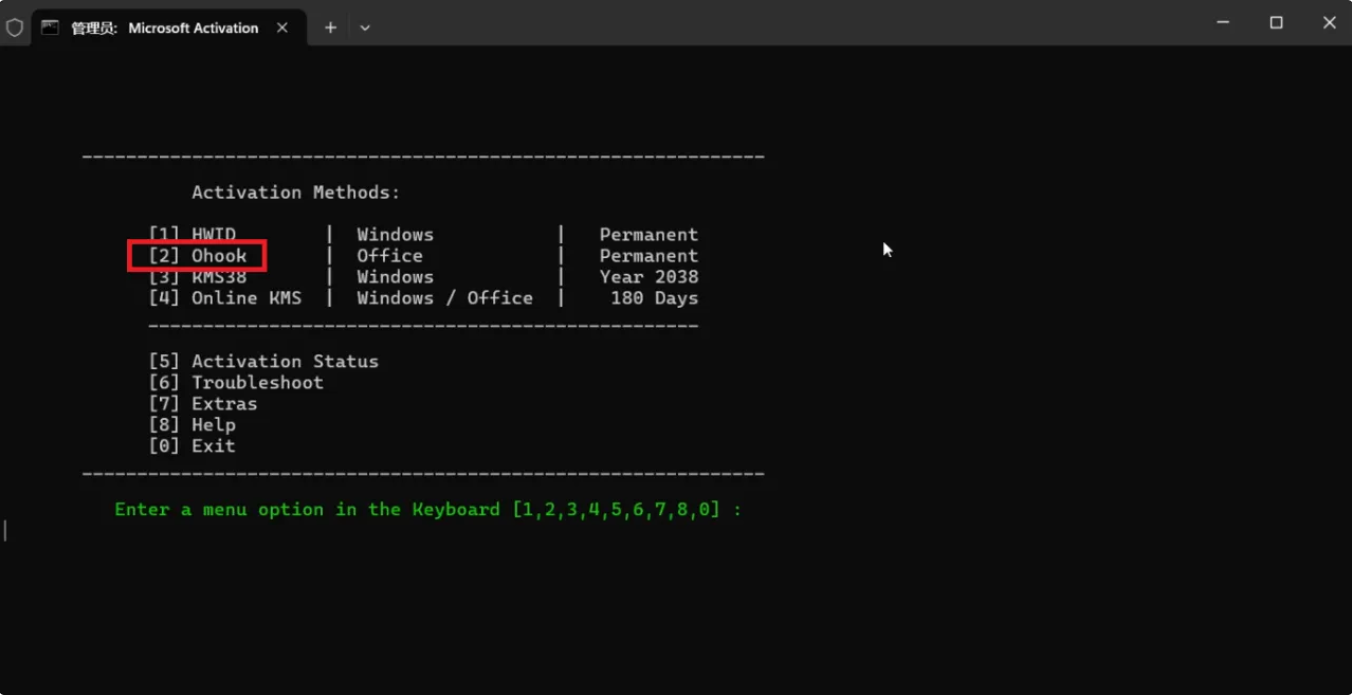 管理员: Microsoft Activation
Activation Methods:
[1] HWID | Windows | Permanent
[2] Ohook | Office | Permanent
[3] KMS38 | Windows | Year 2038
[4] Online KMS | Windows / Office | 180 Days
[5] Activation Status
[6] Troubleshoot
[7] Extras
[8] Help
[0] Exit
Enter a menu option in the Keyboard [1,2,3,4,5,6,7,8,0] :